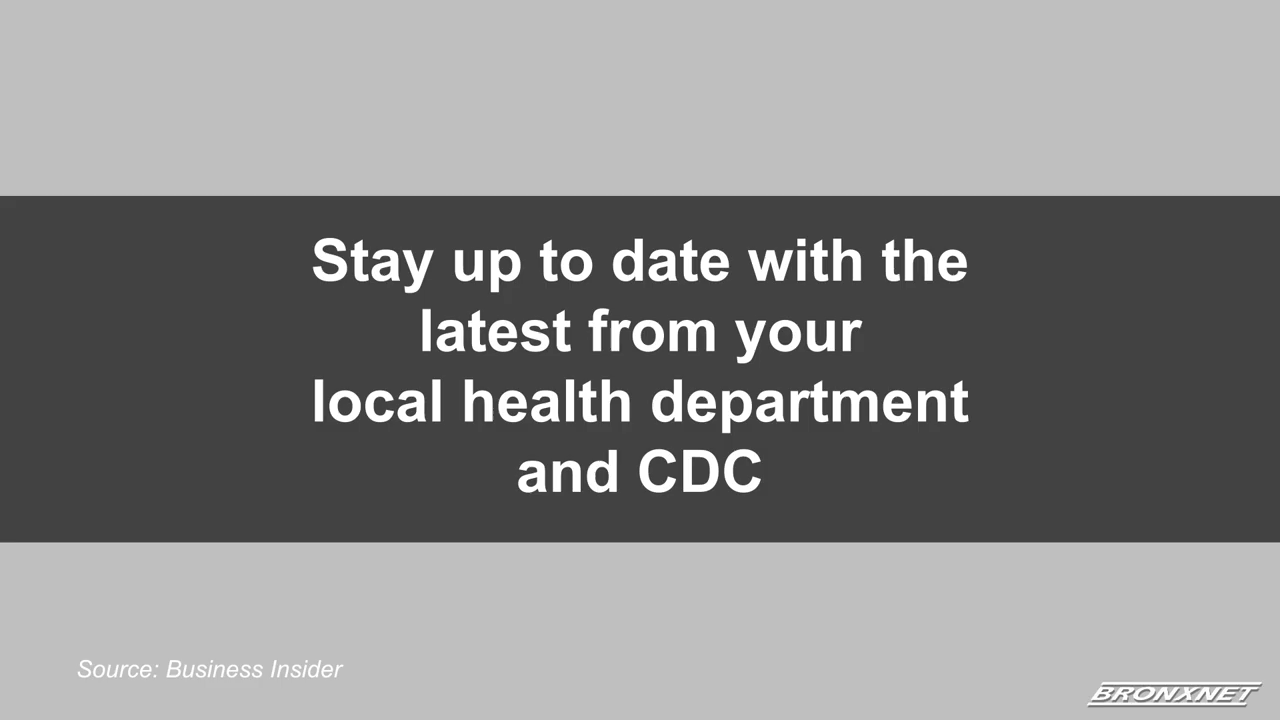 Stay up to date with the
latest from your
local health department
and CDC
Source: Business Insider
BRONXNET